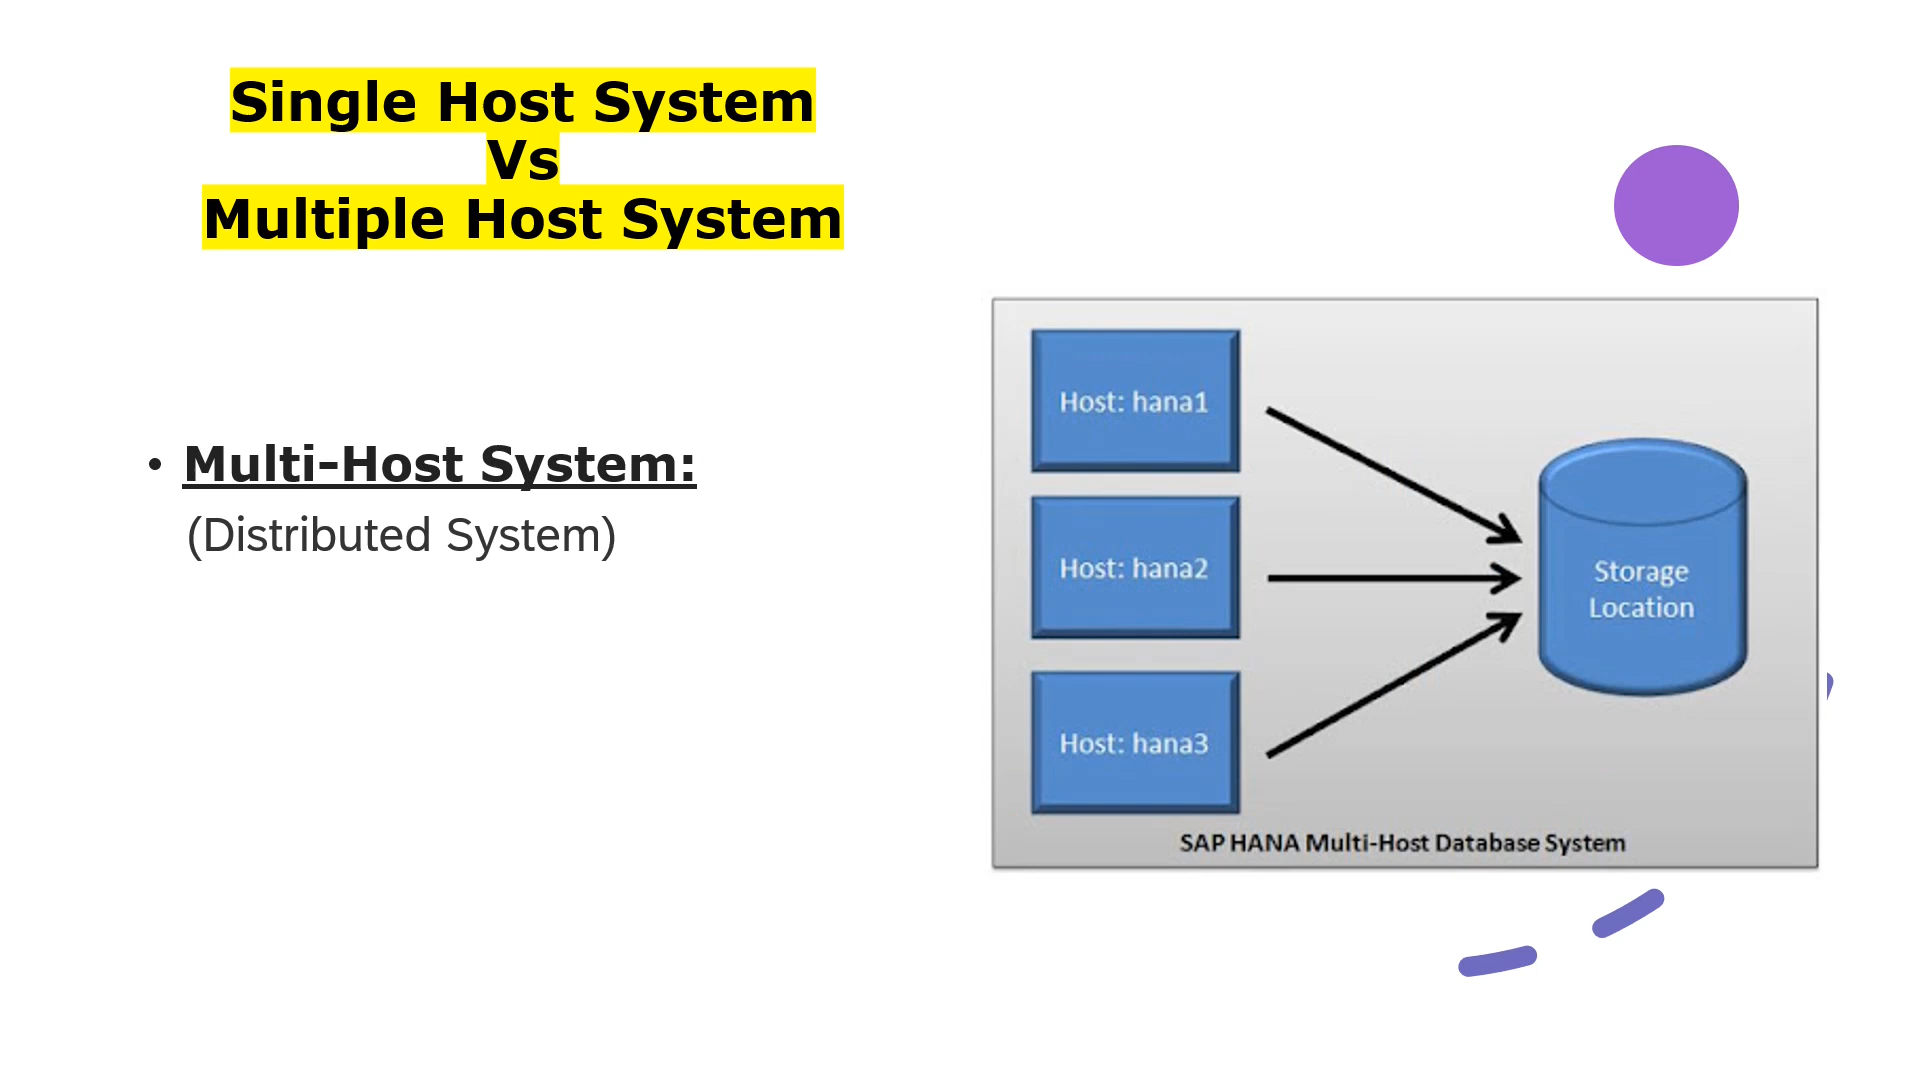 Single Host System
Vs
Multiple Host System
• Multi-Host System:
(Distributed System)
Host: hana1
Host: hana2
Host: hana3
Storage
Location
SAP HANA Multi-Host Database System